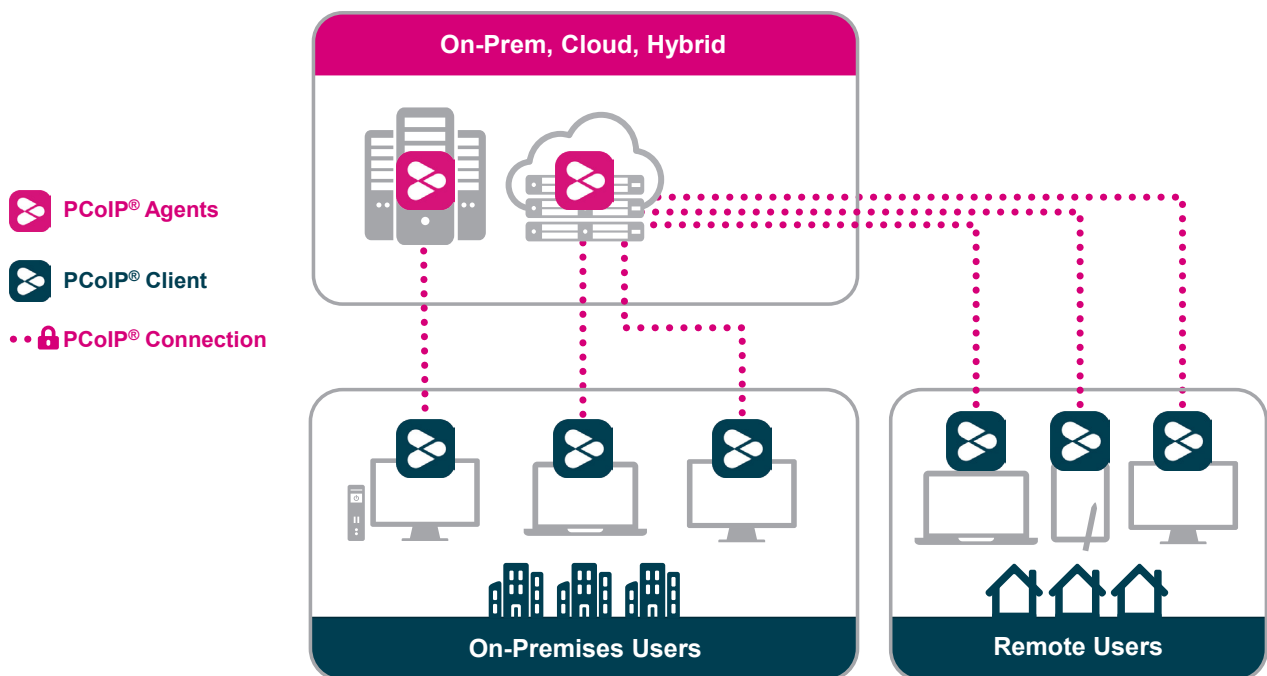 On-Prem, Cloud, Hybrid
PCoIP® Agents
PCoIP® Client
PCoIP® Connection
On-Premises Users
Remote Users